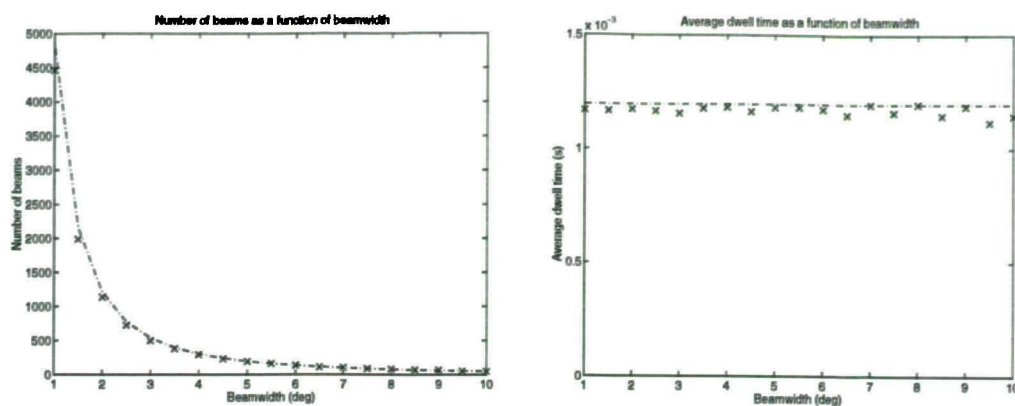 Number of beams as a function of beamwidth
5000
4500
4000
3500
3000
2500
2000
1500
1000
500
0
Number of beams
1 2 3 4 5 6 7 8 9 10
Beamwidth (deg)
Average dwell time as a function of beamwidth
x 10⁻³
1.5
1
0.5
0
Average dwell time (s)
1 2 3 4 5 6 7 8 9 10
Beamwidth (deg)